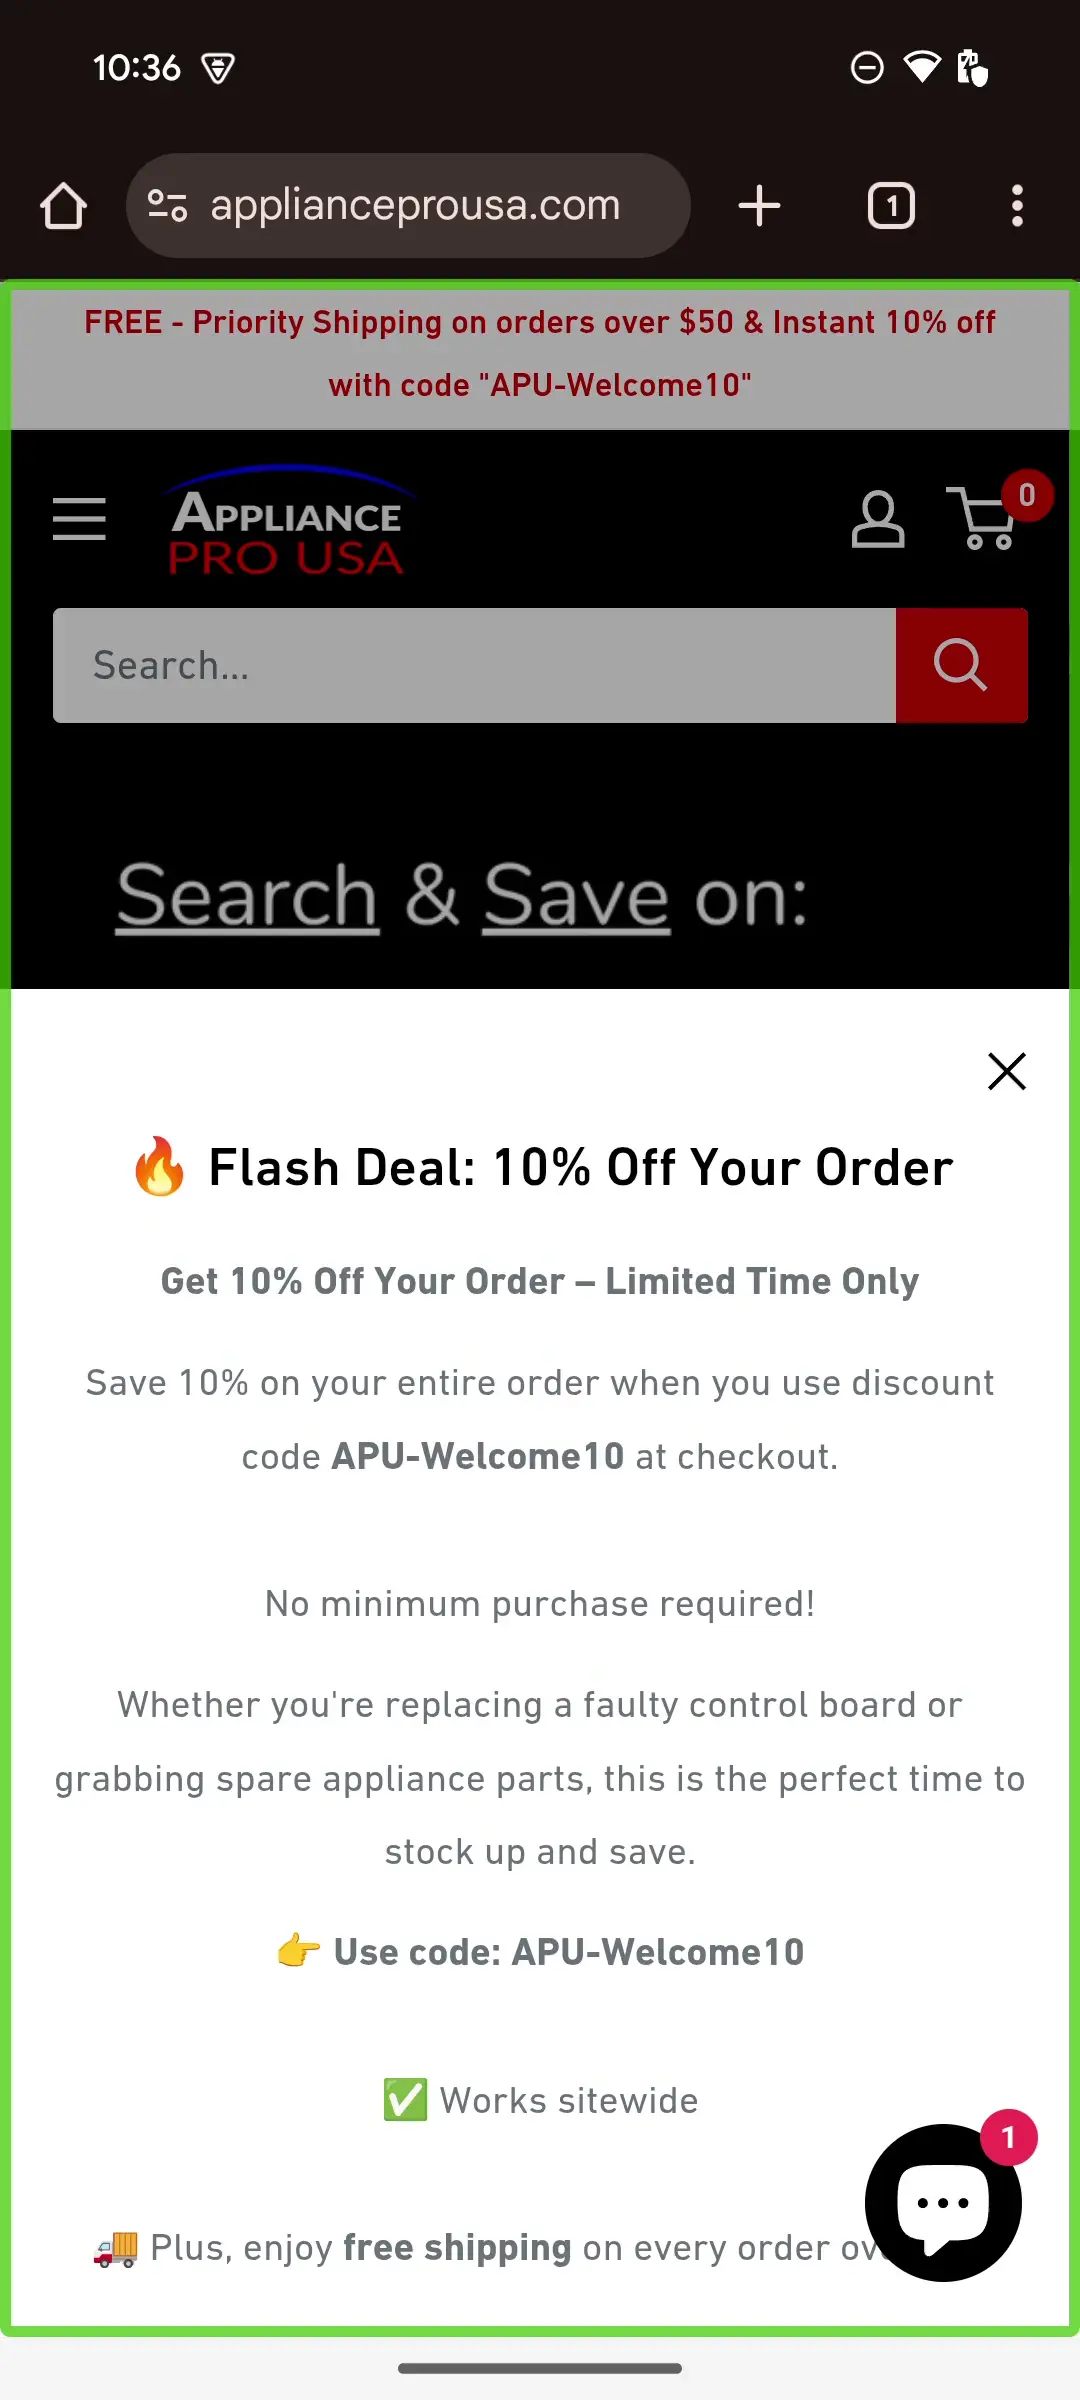 10:36
applianceprousa.com
1
FREE - Priority Shipping on orders over $50 & Instant 10% off
with code "APU-Welcome10"
APPLIANCE
PRO USA
0
Search...
Search & Save on:
🔥 Flash Deal: 10% Off Your Order
Get 10% Off Your Order – Limited Time Only
Save 10% on your entire order when you use discount
code APU-Welcome10 at checkout.
No minimum purchase required!
Whether you're replacing a faulty control board or
grabbing spare appliance parts, this is the perfect time to
stock up and save.
👉 Use code: APU-Welcome10
✅ Works sitewide
1
🚚 Plus, enjoy free shipping on every order